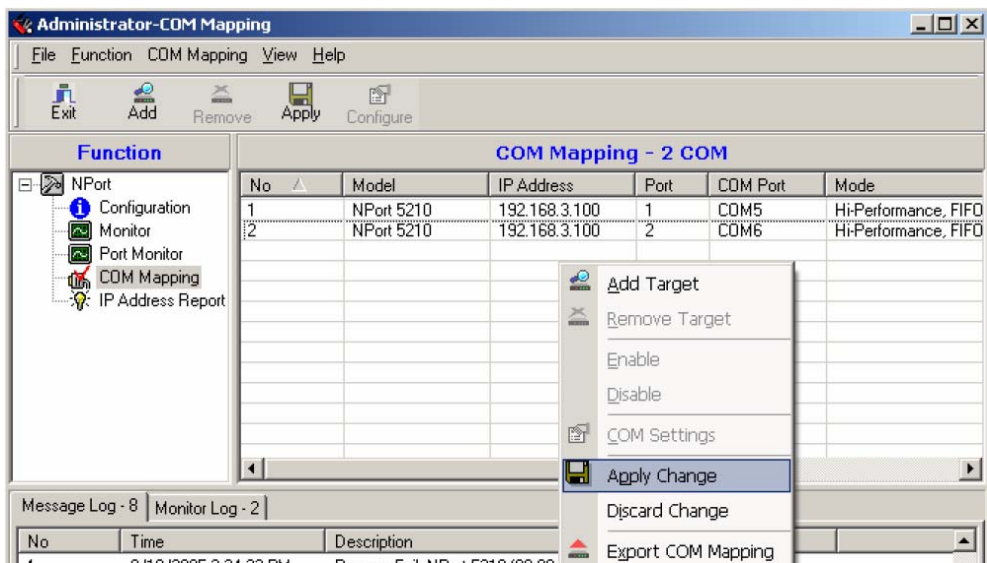 Administrator-COM Mapping
File Function COM Mapping View Help
Exit Add Remove Apply Configure
Function
COM Mapping - 2 COM
NPort
Configuration
Monitor
Port Monitor
COM Mapping
IP Address Report
No Model IP Address Port COM Port Mode
1 NPort 5210 192.168.3.100 1 COM5 Hi-Performance, FIFO
2 NPort 5210 192.168.3.100 2 COM6 Hi-Performance, FIFO
Add Target
Remove Target
Enable
Disable
COM Settings
Apply Change
Discard Change
Export COM Mapping
Message Log - 8 Monitor Log - 2
No Time Description